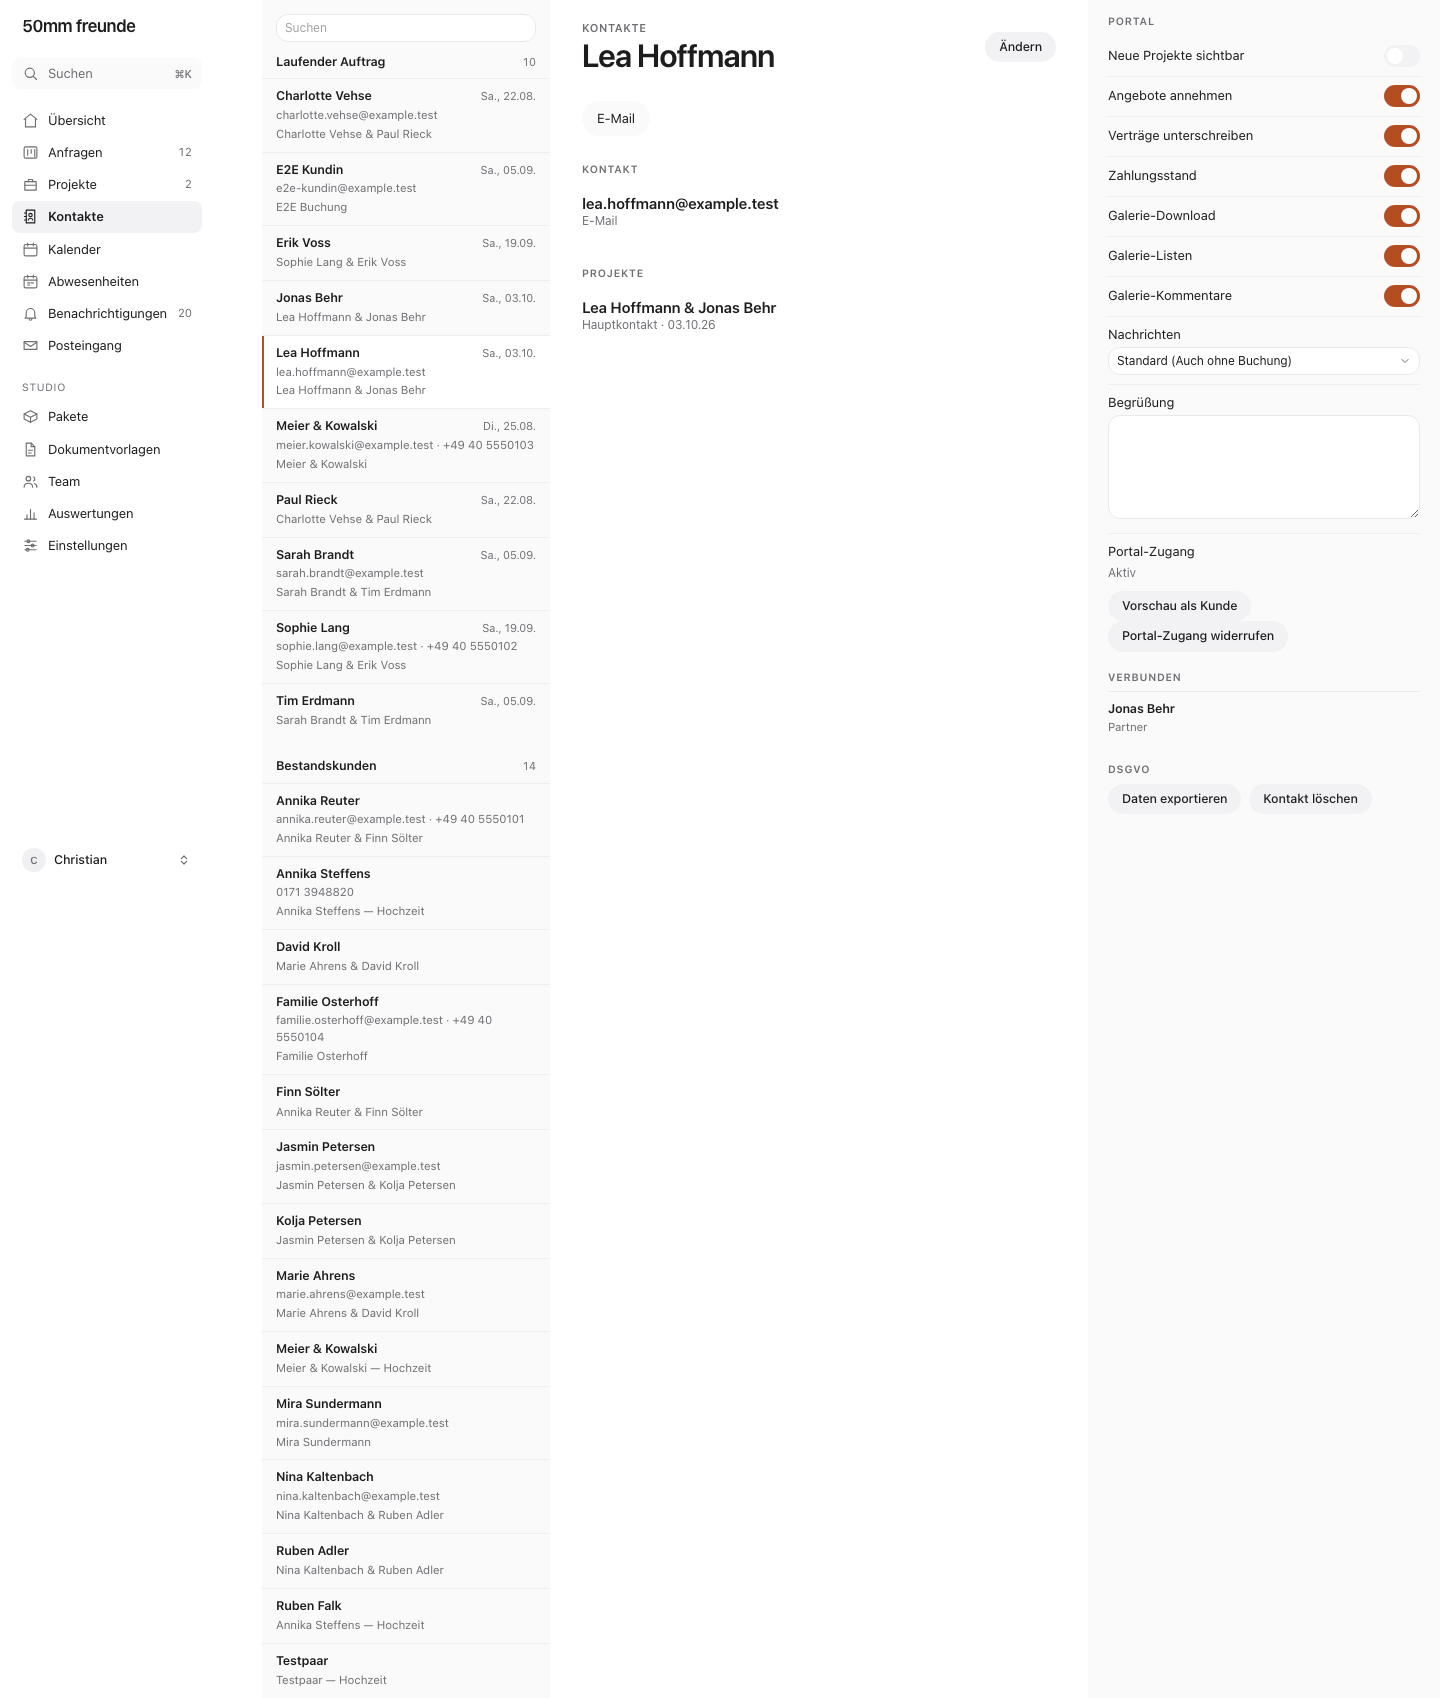 50mm freunde
Suchen ⌘K
Übersicht
Anfragen 12
Projekte 2
Kontakte
Kalender
Abwesenheiten
Benachrichtigungen 20
Posteingang
STUDIO
Pakete
Dokumentvorlagen
Team
Auswertungen
Einstellungen
C Christian
Suchen
Laufender Auftrag 10
Charlotte Vehse Sa., 22.08.
charlotte.vehse@example.test
Charlotte Vehse & Paul Rieck
E2E Kundin Sa., 05.09.
e2e-kundin@example.test
E2E Buchung
Erik Voss Sa., 19.09.
Sophie Lang & Erik Voss
Jonas Behr Sa., 03.10.
Lea Hoffmann & Jonas Behr
Lea Hoffmann Sa., 03.10.
lea.hoffmann@example.test
Lea Hoffmann & Jonas Behr
Meier & Kowalski Di., 25.08.
meier.kowalski@example.test · +49 40 5550103
Meier & Kowalski
Paul Rieck Sa., 22.08.
Charlotte Vehse & Paul Rieck
Sarah Brandt Sa., 05.09.
sarah.brandt@example.test
Sarah Brandt & Tim Erdmann
Sophie Lang Sa., 19.09.
sophie.lang@example.test · +49 40 5550102
Sophie Lang & Erik Voss
Tim Erdmann Sa., 05.09.
Sarah Brandt & Tim Erdmann
Bestandskunden 14
Annika Reuter
annika.reuter@example.test · +49 40 5550101
Annika Reuter & Finn Sölter
Annika Steffens
0171 3948820
Annika Steffens — Hochzeit
David Kroll
Marie Ahrens & David Kroll
Familie Osterhoff
familie.osterhoff@example.test · +49 40
5550104
Familie Osterhoff
Finn Sölter
Annika Reuter & Finn Sölter
Jasmin Petersen
jasmin.petersen@example.test
Jasmin Petersen & Kolja Petersen
Kolja Petersen
Jasmin Petersen & Kolja Petersen
Marie Ahrens
marie.ahrens@example.test
Marie Ahrens & David Kroll
Meier & Kowalski
Meier & Kowalski — Hochzeit
Mira Sundermann
mira.sundermann@example.test
Mira Sundermann
Nina Kaltenbach
nina.kaltenbach@example.test
Nina Kaltenbach & Ruben Adler
Ruben Adler
Nina Kaltenbach & Ruben Adler
Ruben Falk
Annika Steffens — Hochzeit
Testpaar
Testpaar — Hochzeit
KONTAKTE
Lea Hoffmann
Ändern
E-Mail
KONTAKT
lea.hoffmann@example.test
E-Mail
PROJEKTE
Lea Hoffmann & Jonas Behr
Hauptkontakt · 03.10.26
PORTAL
Neue Projekte sichtbar
Angebote annehmen
Verträge unterschreiben
Zahlungsstand
Galerie-Download
Galerie-Listen
Galerie-Kommentare
Nachrichten
Standard (Auch ohne Buchung)
Begrüßung
Portal-Zugang
Aktiv
Vorschau als Kunde
Portal-Zugang widerrufen
VERBUNDEN
Jonas Behr
Partner
DSGVO
Daten exportieren
Kontakt löschen